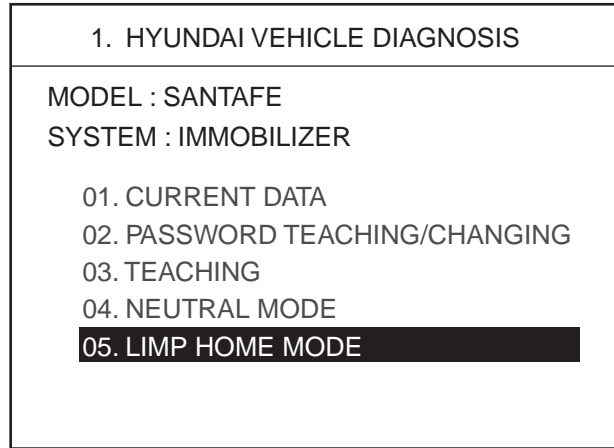 1. HYUNDAI VEHICLE DIAGNOSIS
MODEL : SANTAFE
SYSTEM : IMMOBILIZER
01. CURRENT DATA
02. PASSWORD TEACHING/CHANGING
03. TEACHING
04. NEUTRAL MODE
05. LIMP HOME MODE